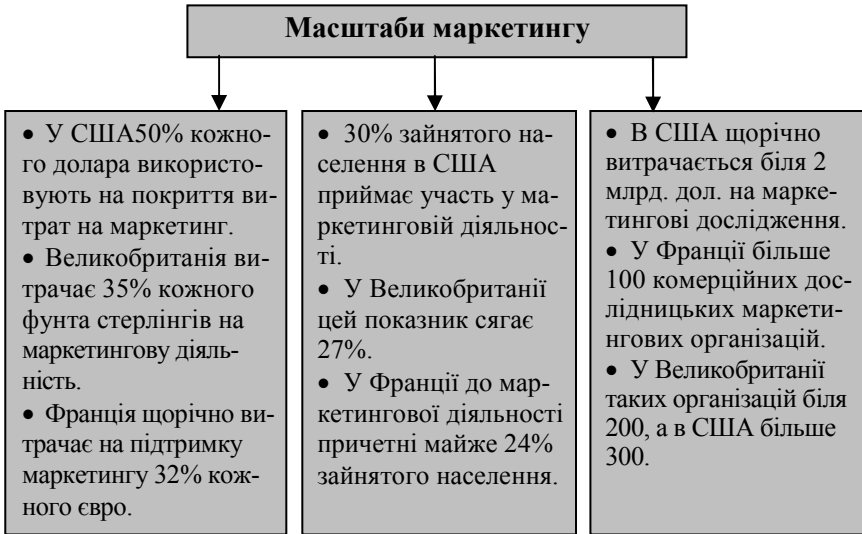 Масштаби маркетингу
• У США50% кожно-
го долара використо-
вують на покриття ви-
трат на маркетинг.
• Великобританія ви-
трачає 35% кожного
фунта стерлінгів на
маркетингову діяль-
ність.
• Франція щорічно ви-
трачає на підтримку
маркетингу 32% кож-
ного євро.
• 30% зайнятого на-
селення в США
приймає участь у ма-
ркетинговій діяльнос-
ті.
• У Великобританії
цей показник сягає
27%.
• У Франції до мар-
кетингової діяльності
причетні майже 24%
зайнятого населення.
• В США щорічно
витрачається біля 2
млрд. дол. на марке-
тингові дослідження.
• У Франції більше
100 комерційних дос-
лідницьких маркети-
нгових організацій.
• У Великобританії
таких організацій біля
200, а в США більше
300.